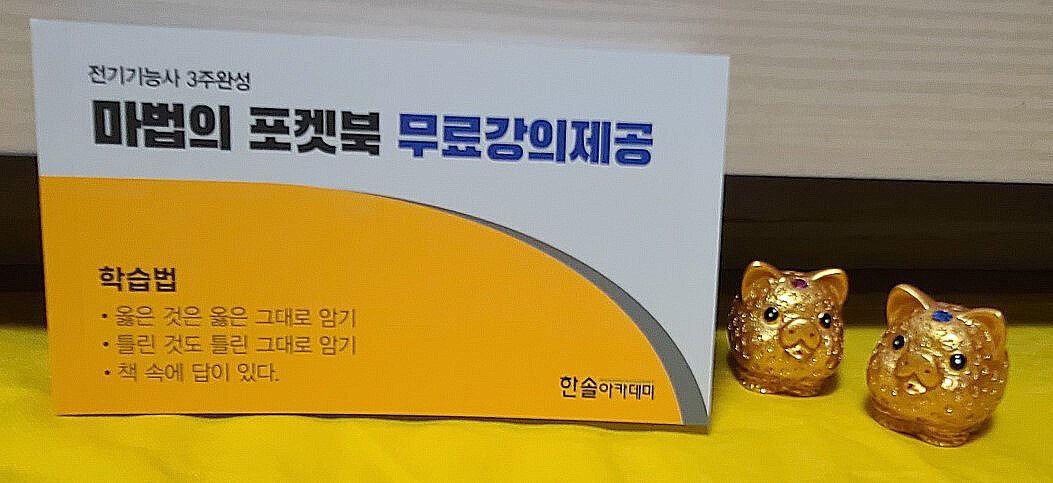 전기기능사 3주완성
마법의 포켓북 무료강의제공
학습법
• 옳은 것은 옳은 그대로 암기
• 틀린 것도 틀린 그대로 암기
• 책 속에 답이 있다.
한솔아카데미